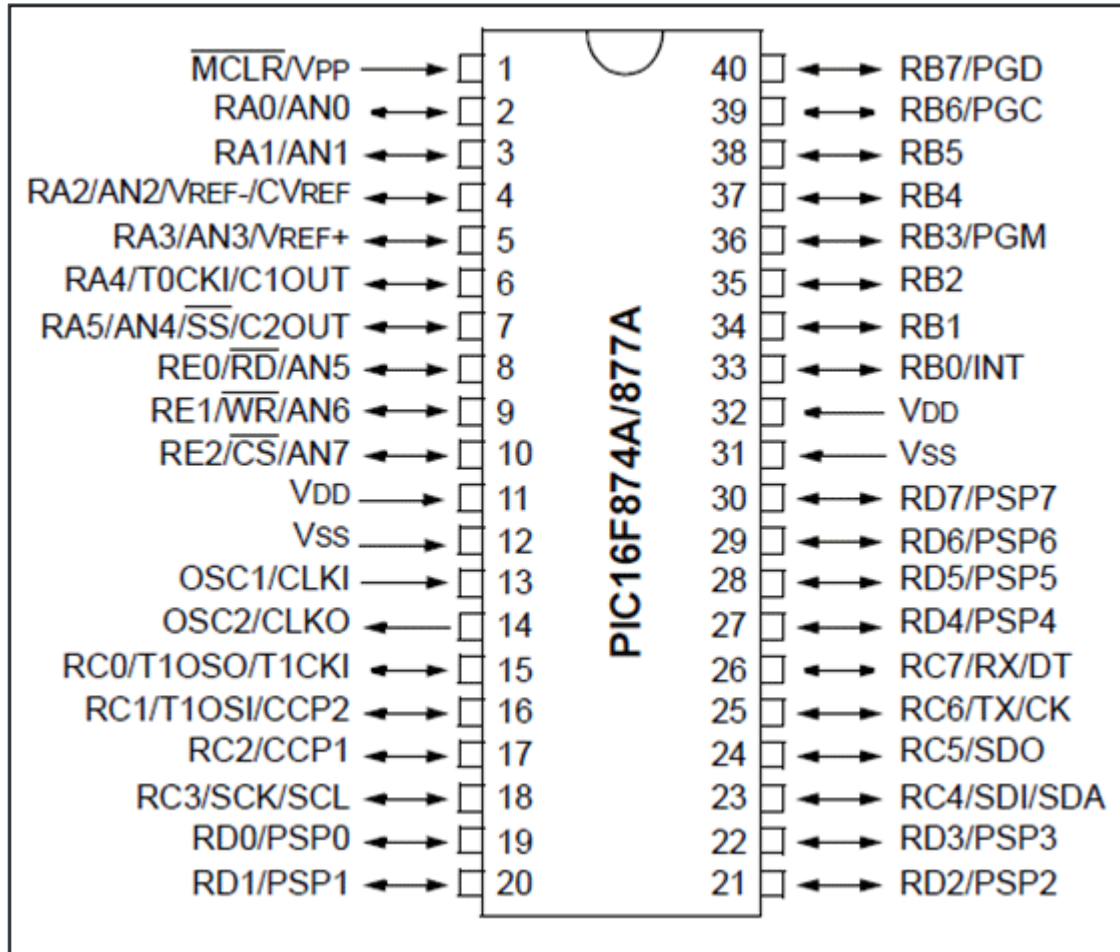 MCLR/VPP 1 40 RB7/PGD
RA0/AN0 2 39 RB6/PGC
RA1/AN1 3 38 RB5
RA2/AN2/VREF-/CVREF 4 37 RB4
RA3/AN3/VREF+ 5 36 RB3/PGM
RA4/T0CKI/C1OUT 6 35 RB2
RA5/AN4/SS/C2OUT 7 34 RB1
RE0/RD/AN5 8 33 RB0/INT
RE1/WR/AN6 9 32 VDD
RE2/CS/AN7 10 31 VSS
VDD 11 30 RD7/PSP7
VSS 12 29 RD6/PSP6
OSC1/CLKI 13 28 RD5/PSP5
OSC2/CLKO 14 27 RD4/PSP4
RC0/T1OSO/T1CKI 15 26 RC7/RX/DT
RC1/T1OSI/CCP2 16 25 RC6/TX/CK
RC2/CCP1 17 24 RC5/SDO
RC3/SCK/SCL 18 23 RC4/SDI/SDA
RD0/PSP0 19 22 RD3/PSP3
RD1/PSP1 20 21 RD2/PSP2
PIC16F874A/877A